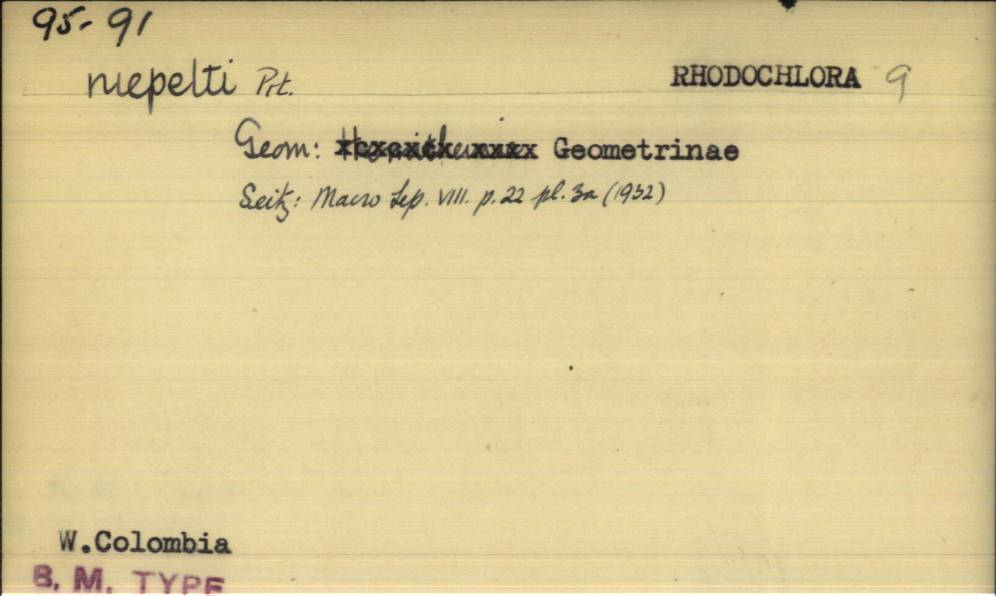 95-91
niepelti Prt. RHODOCHLORA 9
Geom: Geometrinae
Seitz: Macro Lep. VIII. p.22 pl.3a (1932)
W.Colombia
B. M. TYPE